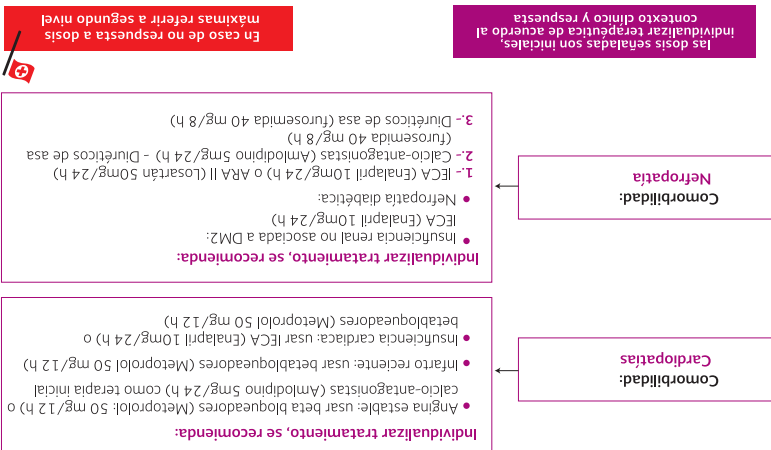 Comorbilidad:
Cardiopatías
Individualizar tratamiento, se recomienda:
● Angina estable: usar beta bloqueadores (Metoprolol: 50 mg/12 h) o
calcio-antagonistas (Amlodipino 5mg/24 h) como terapia inicial
● Infarto reciente: usar betabloqueadores (Metoprolol 50 mg/12 h)
● Insuficiencia cardiaca: usar IECA (Enalapril 10mg/24 h) o
betabloqueadores (Metoprolol 50 mg/12 h)
Comorbilidad:
Nefropatía
Individualizar tratamiento, se recomienda:
● Insuficiencia renal no asociada a DM2:
IECA (Enalapril 10mg/24 h)
● Nefropatía diabética:
1.- IECA (Enalapril 10mg/24 h) o ARA || (Losartán 50mg/24 h)
2.- Calcio-antagonistas (Amlodipino 5mg/24 h) - Diuréticos de asa
(furosemida 40 mg/8 h)
3.- Diuréticos de asa (furosemida 40 mg/8 h)
las dosis señaladas son iniciales,
individualizar terapéutica de acuerdo al
contexto clínico y respuesta
En caso de no respuesta a dosis
máximas referir a segundo nivel